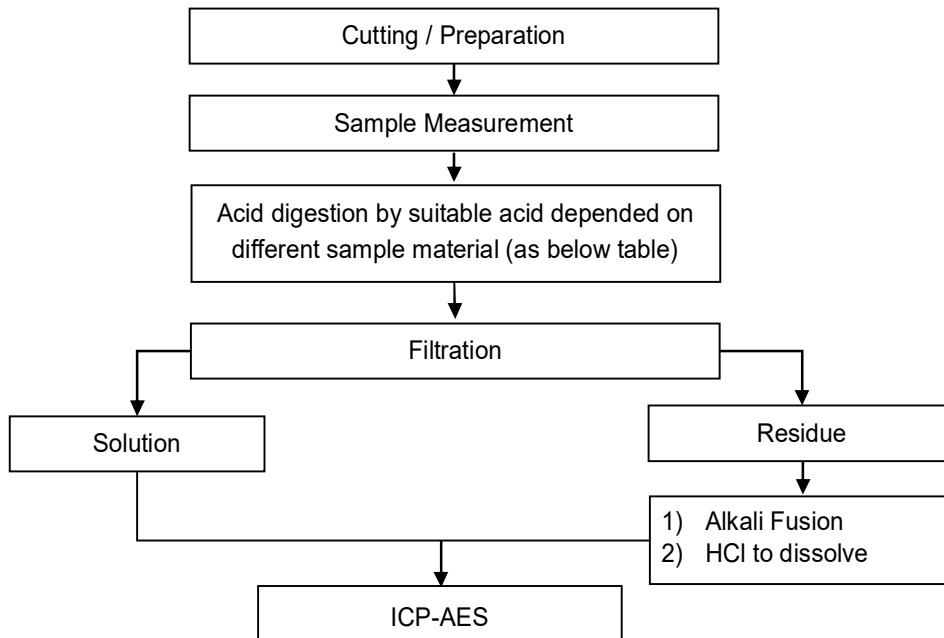 Cutting / Preparation
Sample Measurement
Acid digestion by suitable acid depended on
different sample material (as below table)
Filtration
Solution
Residue
1) Alkali Fusion
2) HCl to dissolve
ICP-AES